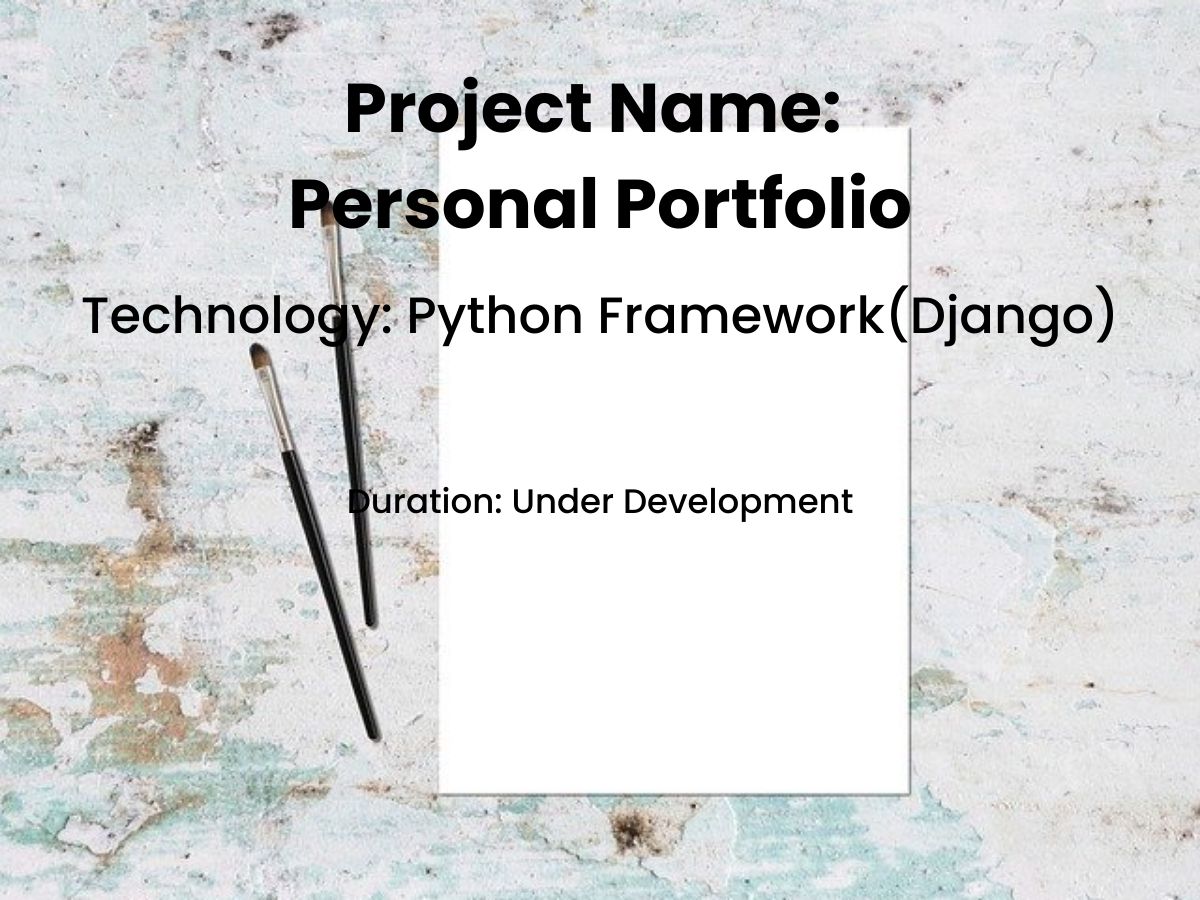 Project Name:
Personal Portfolio
Technology: Python Framework(Django)
Duration: Under Development